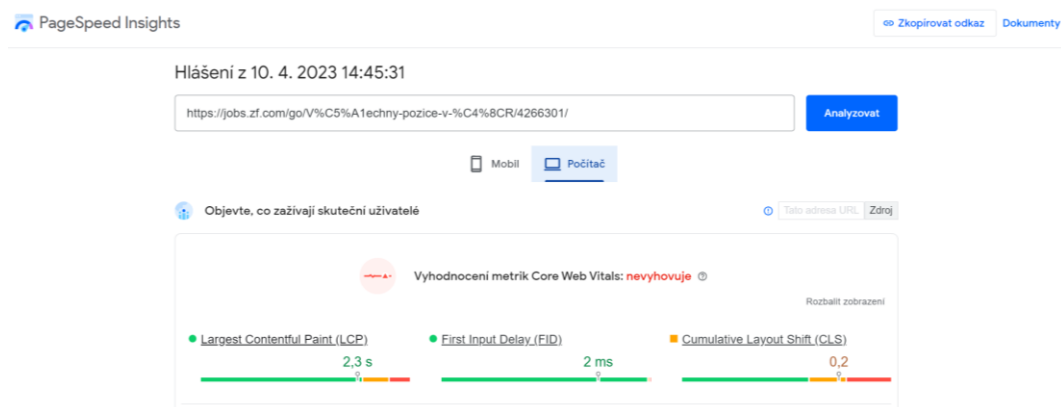 PageSpeed Insights
Zkopírovat odkaz Dokumenty
Hlášení z 10. 4. 2023 14:45:31
https://jobs.zf.com/go/V%C5%A1echny-pozice-v-%C4%8CR/4266301/
Analyzovat
Mobil Počítač
Objevte, co zažívají skuteční uživatelé
Tato adresa URL Zdroj
Vyhodnocení metrik Core Web Vitals: nevyhovuje
Rozbalit zobrazení
Largest Contentful Paint (LCP) First Input Delay (FID) Cumulative Layout Shift (CLS)
2,3 s 2 ms 0,2